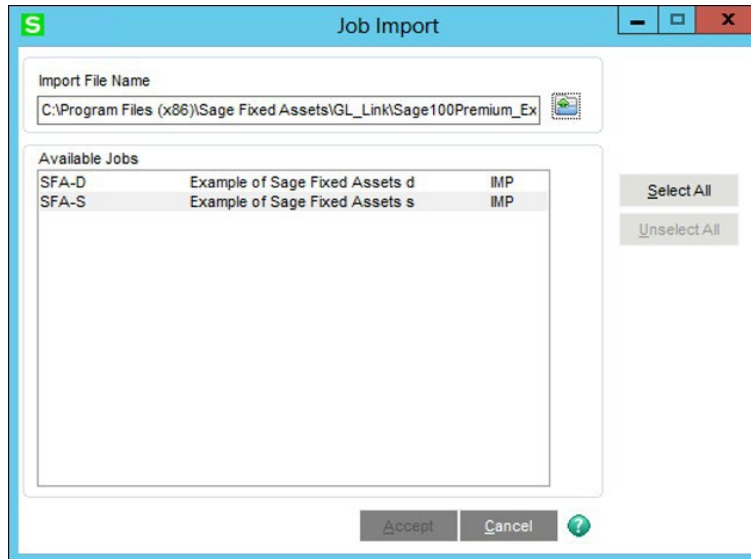 S
Job Import
Import File Name
C:\Program Files (x86)\Sage Fixed Assets\GL_Link\Sage100Premium_Ex
Available Jobs
SFA-D Example of Sage Fixed Assets d IMP
SFA-S Example of Sage Fixed Assets s IMP
Select All
Unselect All
Accept
Cancel
?